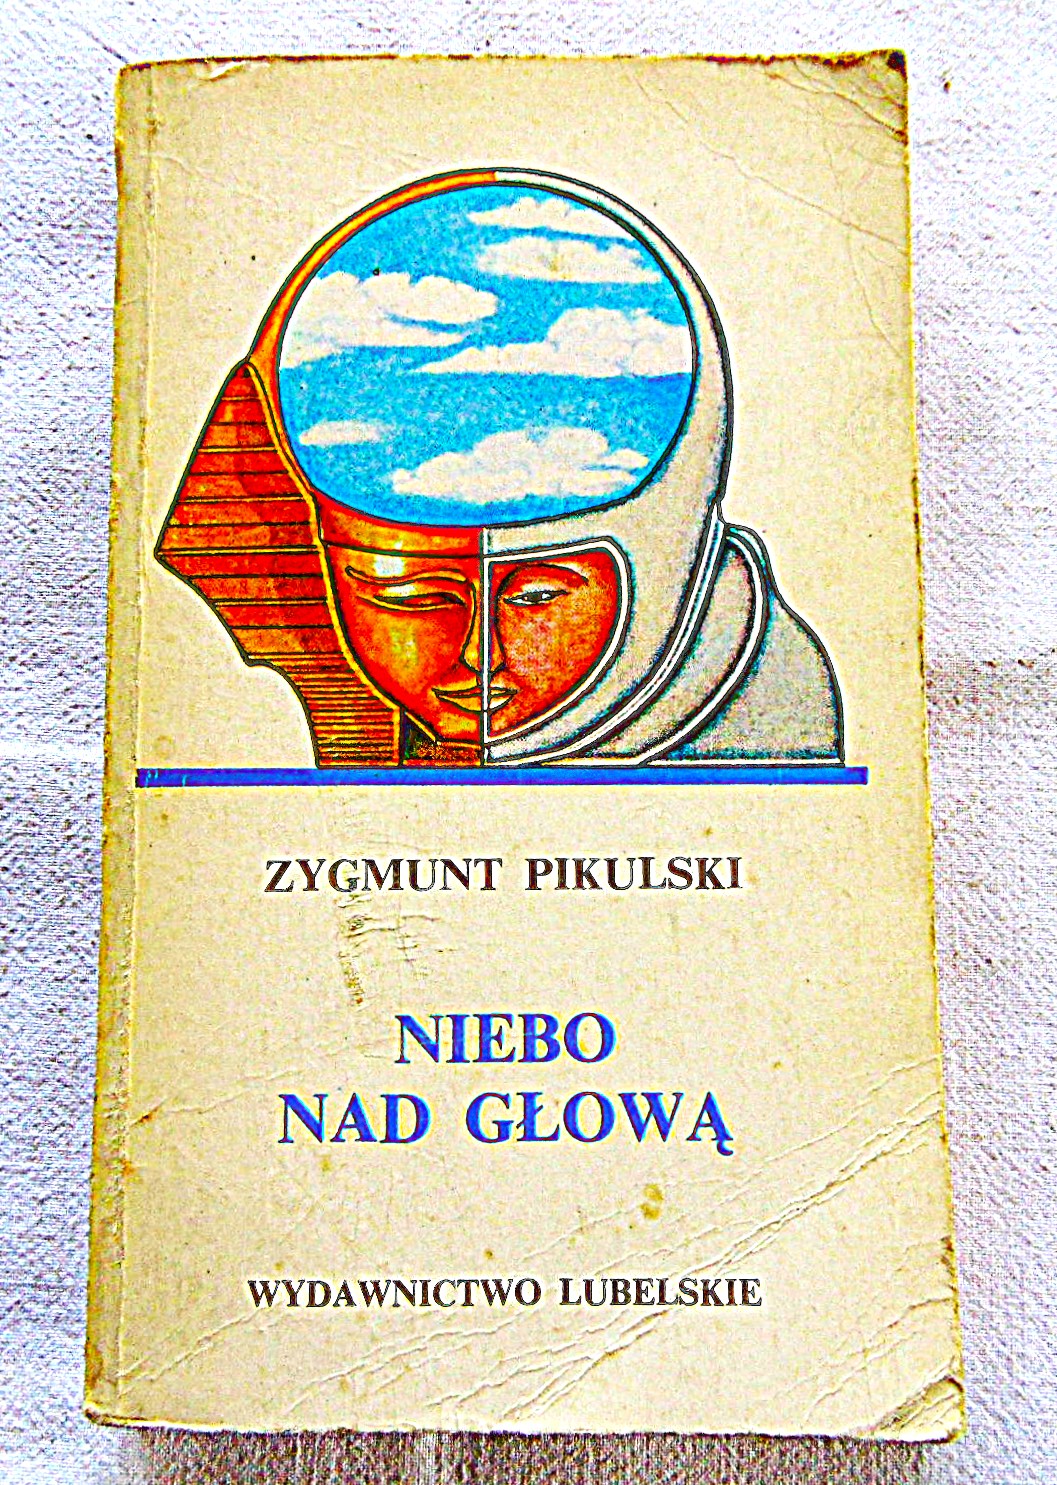 ZYGMUNT PIKULSKI
NIEBO
NAD GŁOWĄ
WYDAWNICTWO LUBELSKIE